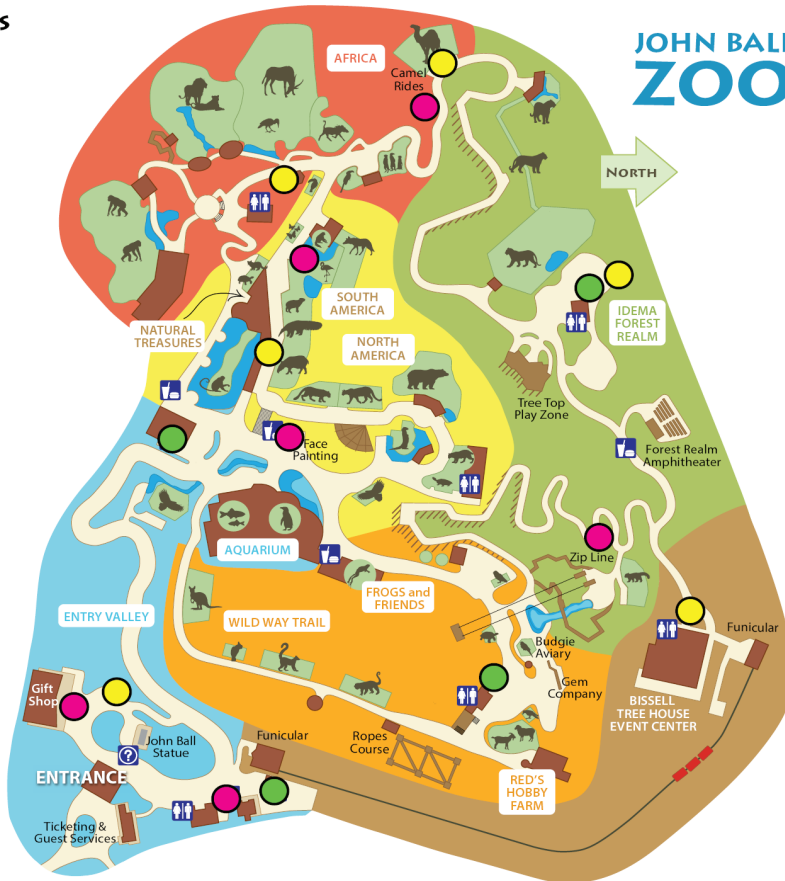 s
JOHN BALL
ZOO
AFRICA
Camel
Rides
NORTH
SOUTH
AMERICA
NATURAL
TREASURES
NORTH
AMERICA
IDEMA
FOREST
REALM
Tree Top
Play Zone
Face
Painting
Forest Realm
Amphitheater
AQUARIUM
Zip Line
FROGS and
FRIENDS
ENTRY VALLEY
WILD WAY TRAIL
Budgie
Aviary
Funicular
Gem
Company
BISSELL
TREE HOUSE
EVENT CENTER
Gift
Shop
John Ball
Statue
?
Funicular
Ropes
Course
ENTRANCE
RED'S
HOBBY
FARM
Ticketing &
Guest Services